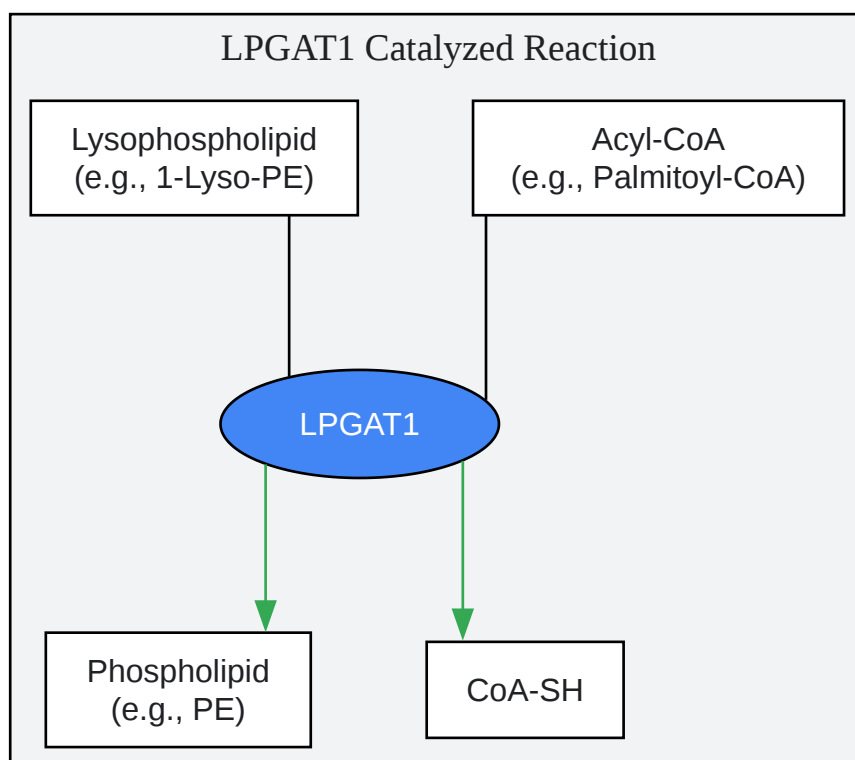 LPGAT1 Catalyzed Reaction
Lysophospholipid
(e.g., 1-Lyso-PE)
Acyl-CoA
(e.g., Palmitoyl-CoA)
LPGAT1
Phospholipid
(e.g., PE)
CoA-SH